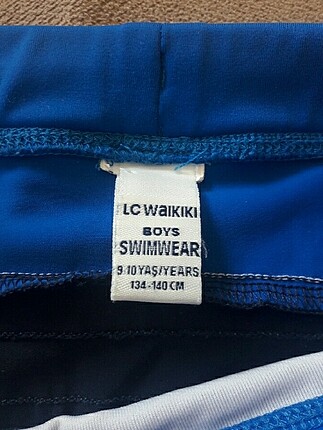 LC WaiKiKi
BOYS
SWIMWEAR
9-10 YAŞ/YEARS
134-140 CM